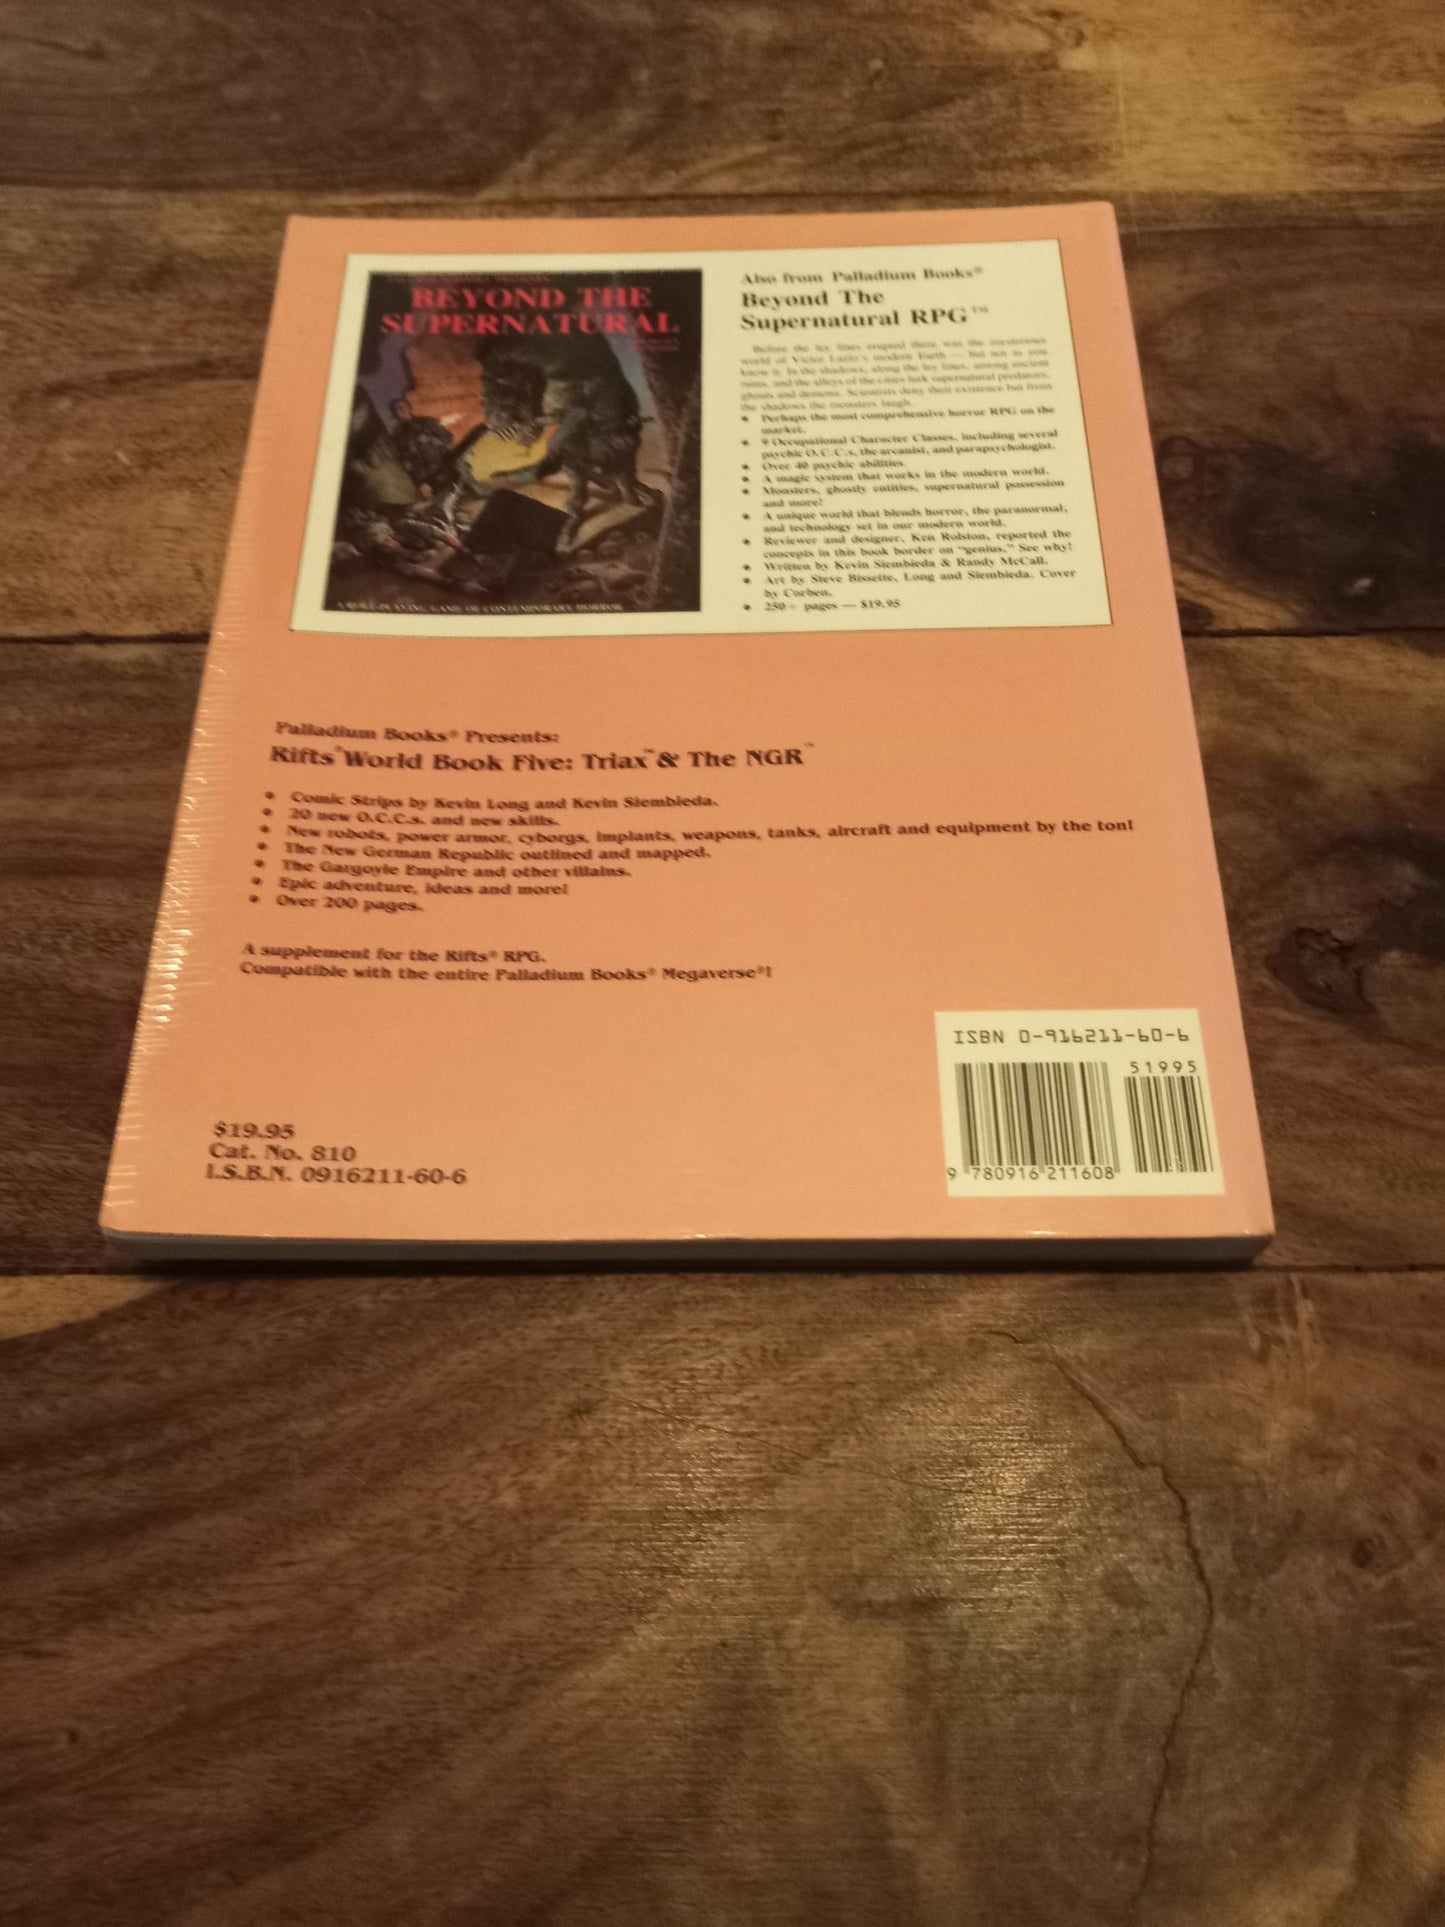 BEYOND THE
SUPERNATURAL
A ROLE-PLAYING GAME OF CONTEMPORARY HORROR
Also from Palladium Books®
Beyond The
Supernatural RPG™
Before the ley lines erupted there was the mysterious
world of Victor Lazlo's modern Earth — but not as you
know it. In the shadows, along the ley lines, among ancient
ruins, and the alleys of the cities lurk supernatural predators,
ghosts and demons. Scientists deny their existence but from
the shadows the monsters laugh.
• Perhaps the most comprehensive horror RPG on the
market.
• 9 Occupational Character Classes, including several
psychic O.C.C.s, the arcanist, and parapsychologist.
• Over 40 psychic abilities
• A magic system that works in the modern world.
• Monsters, ghostly entities, supernatural possession
and more!
• A unique world that blends horror, the paranormal,
and technology set in our modern world.
• Reviewer and designer, Ken Rolston, reported the
concepts in this book border on "genius." See why!
• Written by Kevin Siembieda & Randy McCall.
• Art by Steve Bissette, Long and Siembieda. Cover
by Corben.
• 250+ pages — $19.95
Palladium Books® Presents:
Rifts® World Book Five: Triax™ & The NGR™
• Comic Strips by Kevin Long and Kevin Siembieda.
• 20 new O.C.C.s. and new skills.
• New robots, power armor, cyborgs, implants, weapons, tanks, aircraft and equipment by the ton!
• The New German Republic outlined and mapped.
• The Gargoyle Empire and other villains.
• Epic adventure, ideas and more!
• Over 200 pages.
A supplement for the Rifts® RPG.
Compatible with the entire Palladium Books® Megaverse®!
$19.95
Cat. No. 810
I.S.B.N. 0916211-60-6
ISBN 0-916211-60-6
51995
9 780916 211608